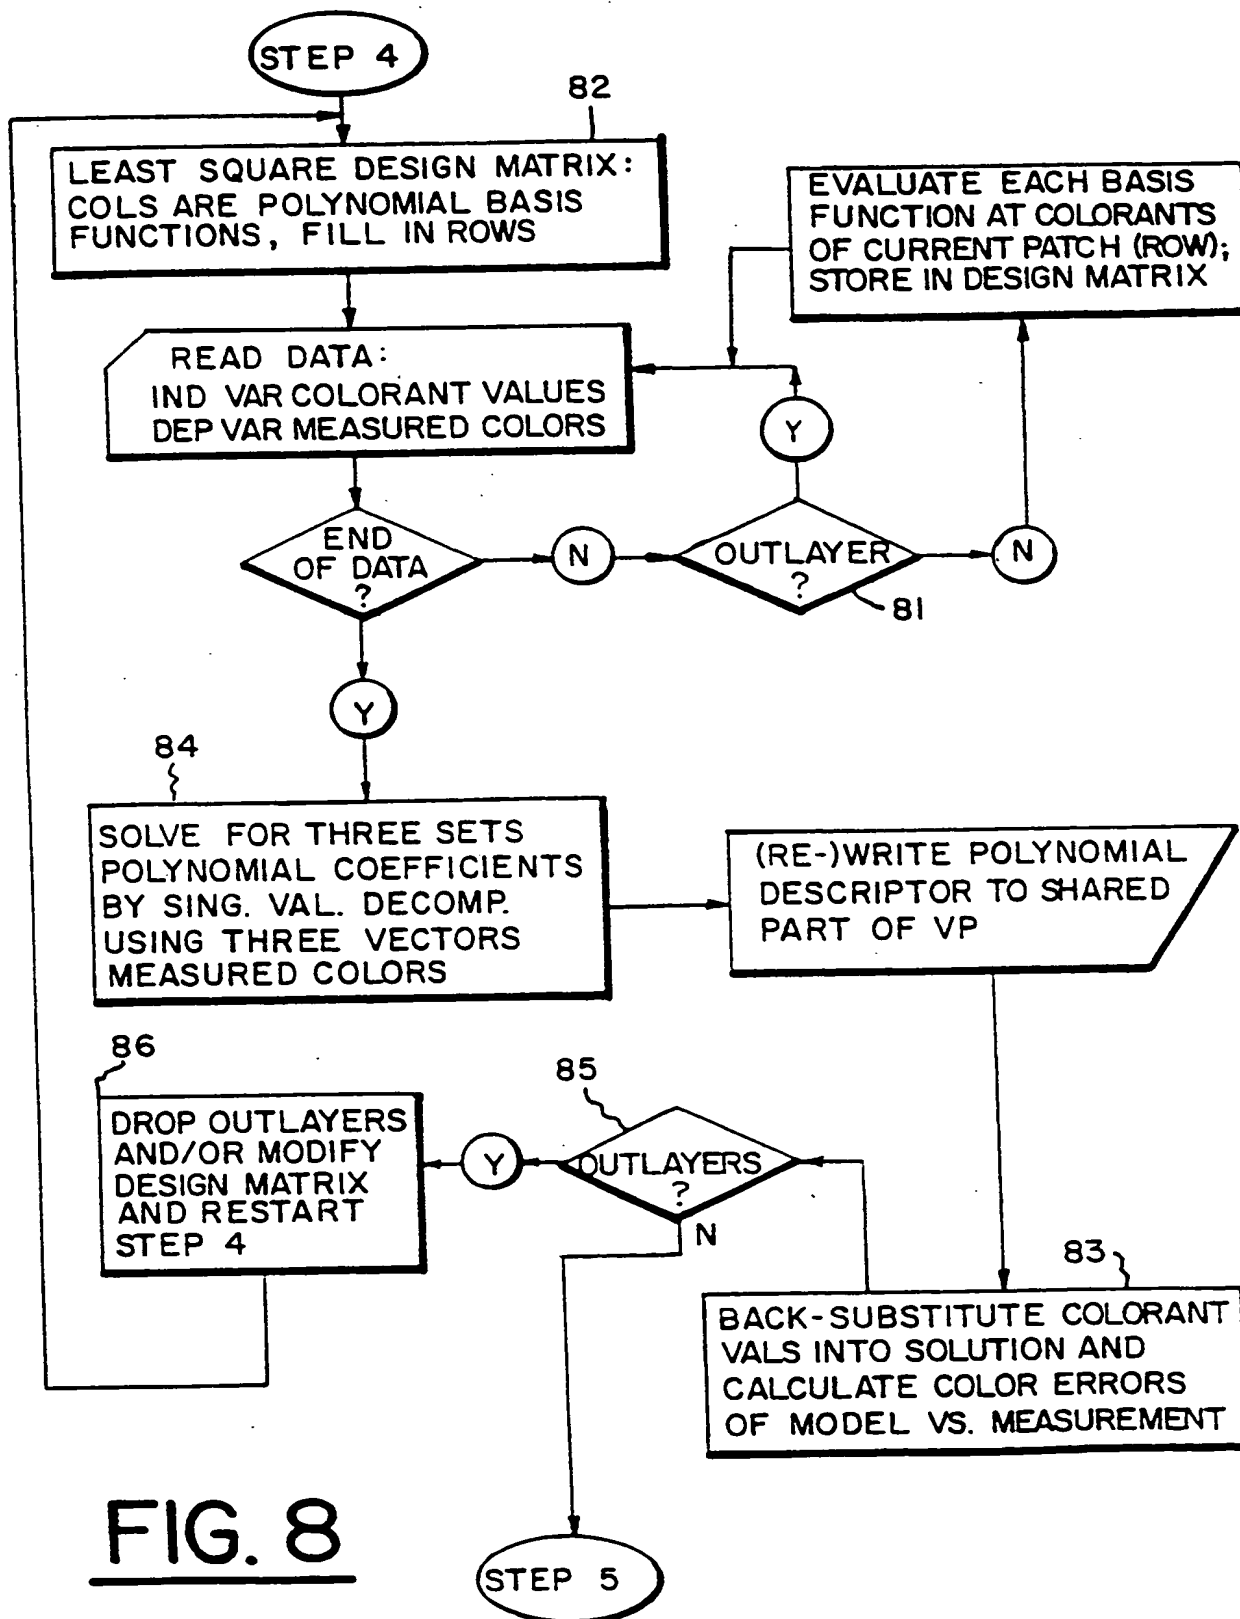 STEP 4
82
LEAST SQUARE DESIGN MATRIX:
COLS ARE POLYNOMIAL BASIS
FUNCTIONS, FILL IN ROWS
EVALUATE EACH BASIS
FUNCTION AT COLORANTS
OF CURRENT PATCH (ROW);
STORE IN DESIGN MATRIX
READ DATA:
IND VAR COLORANT VALUES
DEP VAR MEASURED COLORS
Y
END
OF DATA
?
N
OUTLAYER
?
N
81
Y
84
SOLVE FOR THREE SETS
POLYNOMIAL COEFFICIENTS
BY SING. VAL. DECOMP.
USING THREE VECTORS
MEASURED COLORS
(RE-)WRITE POLYNOMIAL
DESCRIPTOR TO SHARED
PART OF VP
86
DROP OUTLAYERS
AND/OR MODIFY
DESIGN MATRIX
AND RESTART
STEP 4
Y
85
OUTLAYERS
?
N
83
BACK-SUBSTITUTE COLORANT
VALS INTO SOLUTION AND
CALCULATE COLOR ERRORS
OF MODEL VS. MEASUREMENT
FIG. 8
STEP 5